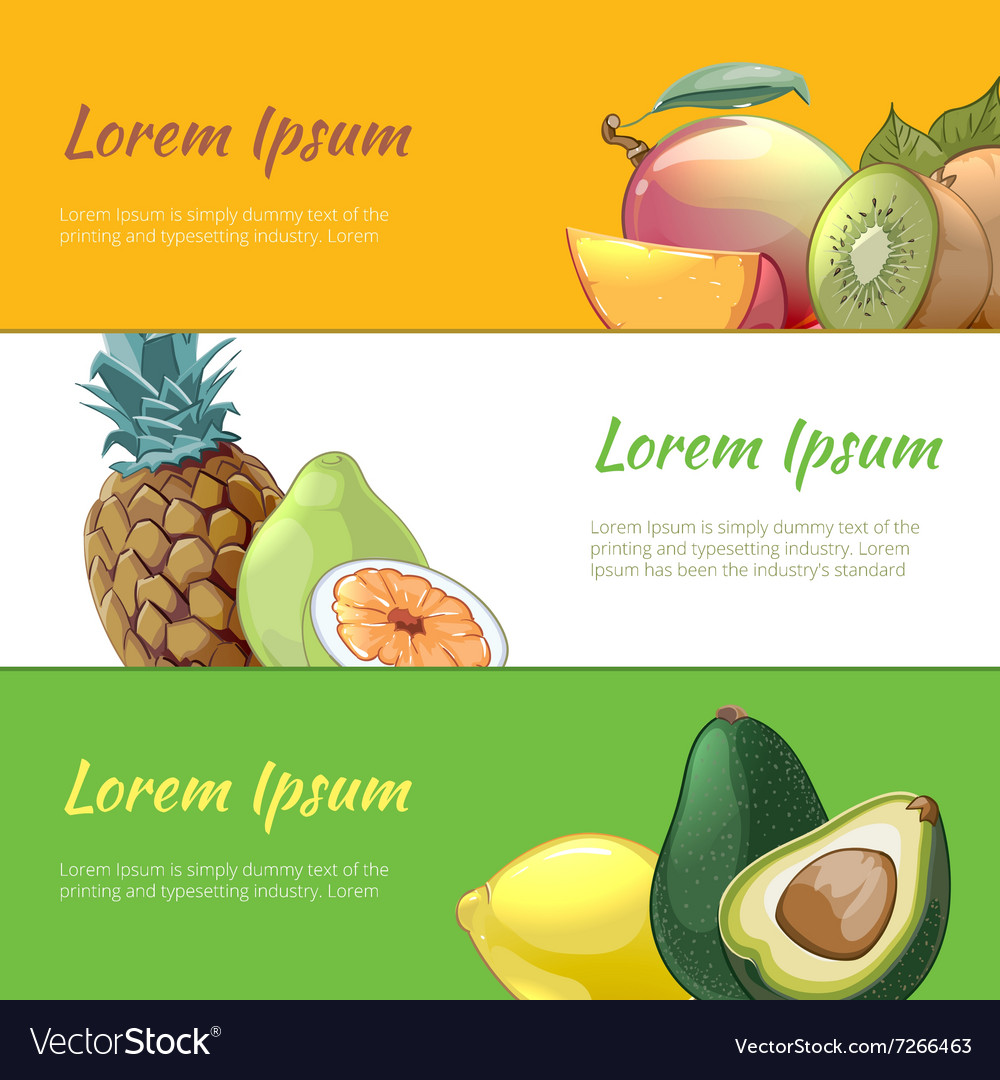 Lorem Ipsum
Lorem Ipsum is simply dummy text of the
printing and typesetting industry. Lorem
Lorem Ipsum
Lorem Ipsum is simply dummy text of the
printing and typesetting industry. Lorem
Ipsum has been the industry's standard
Lorem Ipsum
Lorem Ipsum is simply dummy text of the
printing and typesetting industry. Lorem
VectorStock®
VectorStock.com/7266463